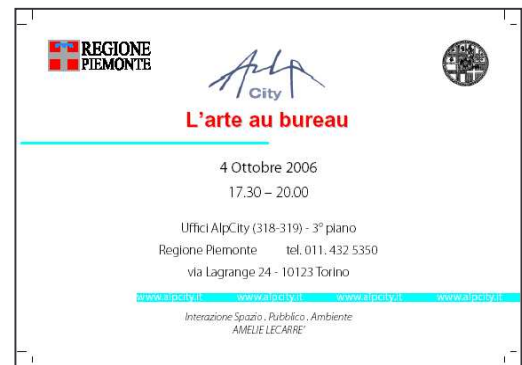 REGIONE
PIEMONTE
Alp
City
L'arte au bureau
4 Ottobre 2006
17.30 – 20.00
Uffici AlpCity (318-319) - 3° piano
Regione Piemonte tel. 011. 432 5350
via Lagrange 24 - 10123 Torino
www.alpcity.it www.alpcity.it www.alpcity.it www.alpcity.it
Interazione Spazio , Pubblico , Ambiente
AMELIE LECARRE'